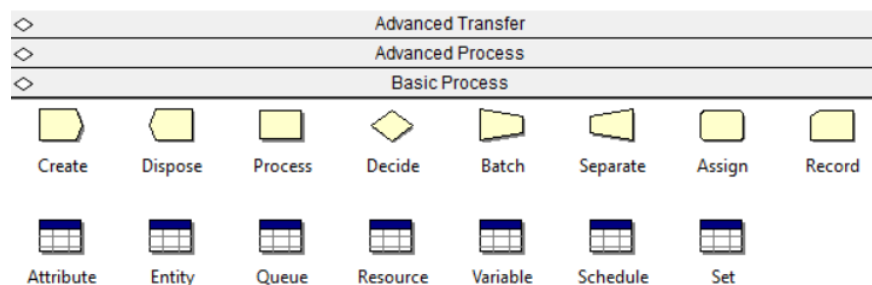 Advanced Transfer
Advanced Process
Basic Process
Create Dispose Process Decide Batch Separate Assign Record
Attribute Entity Queue Resource Variable Schedule Set